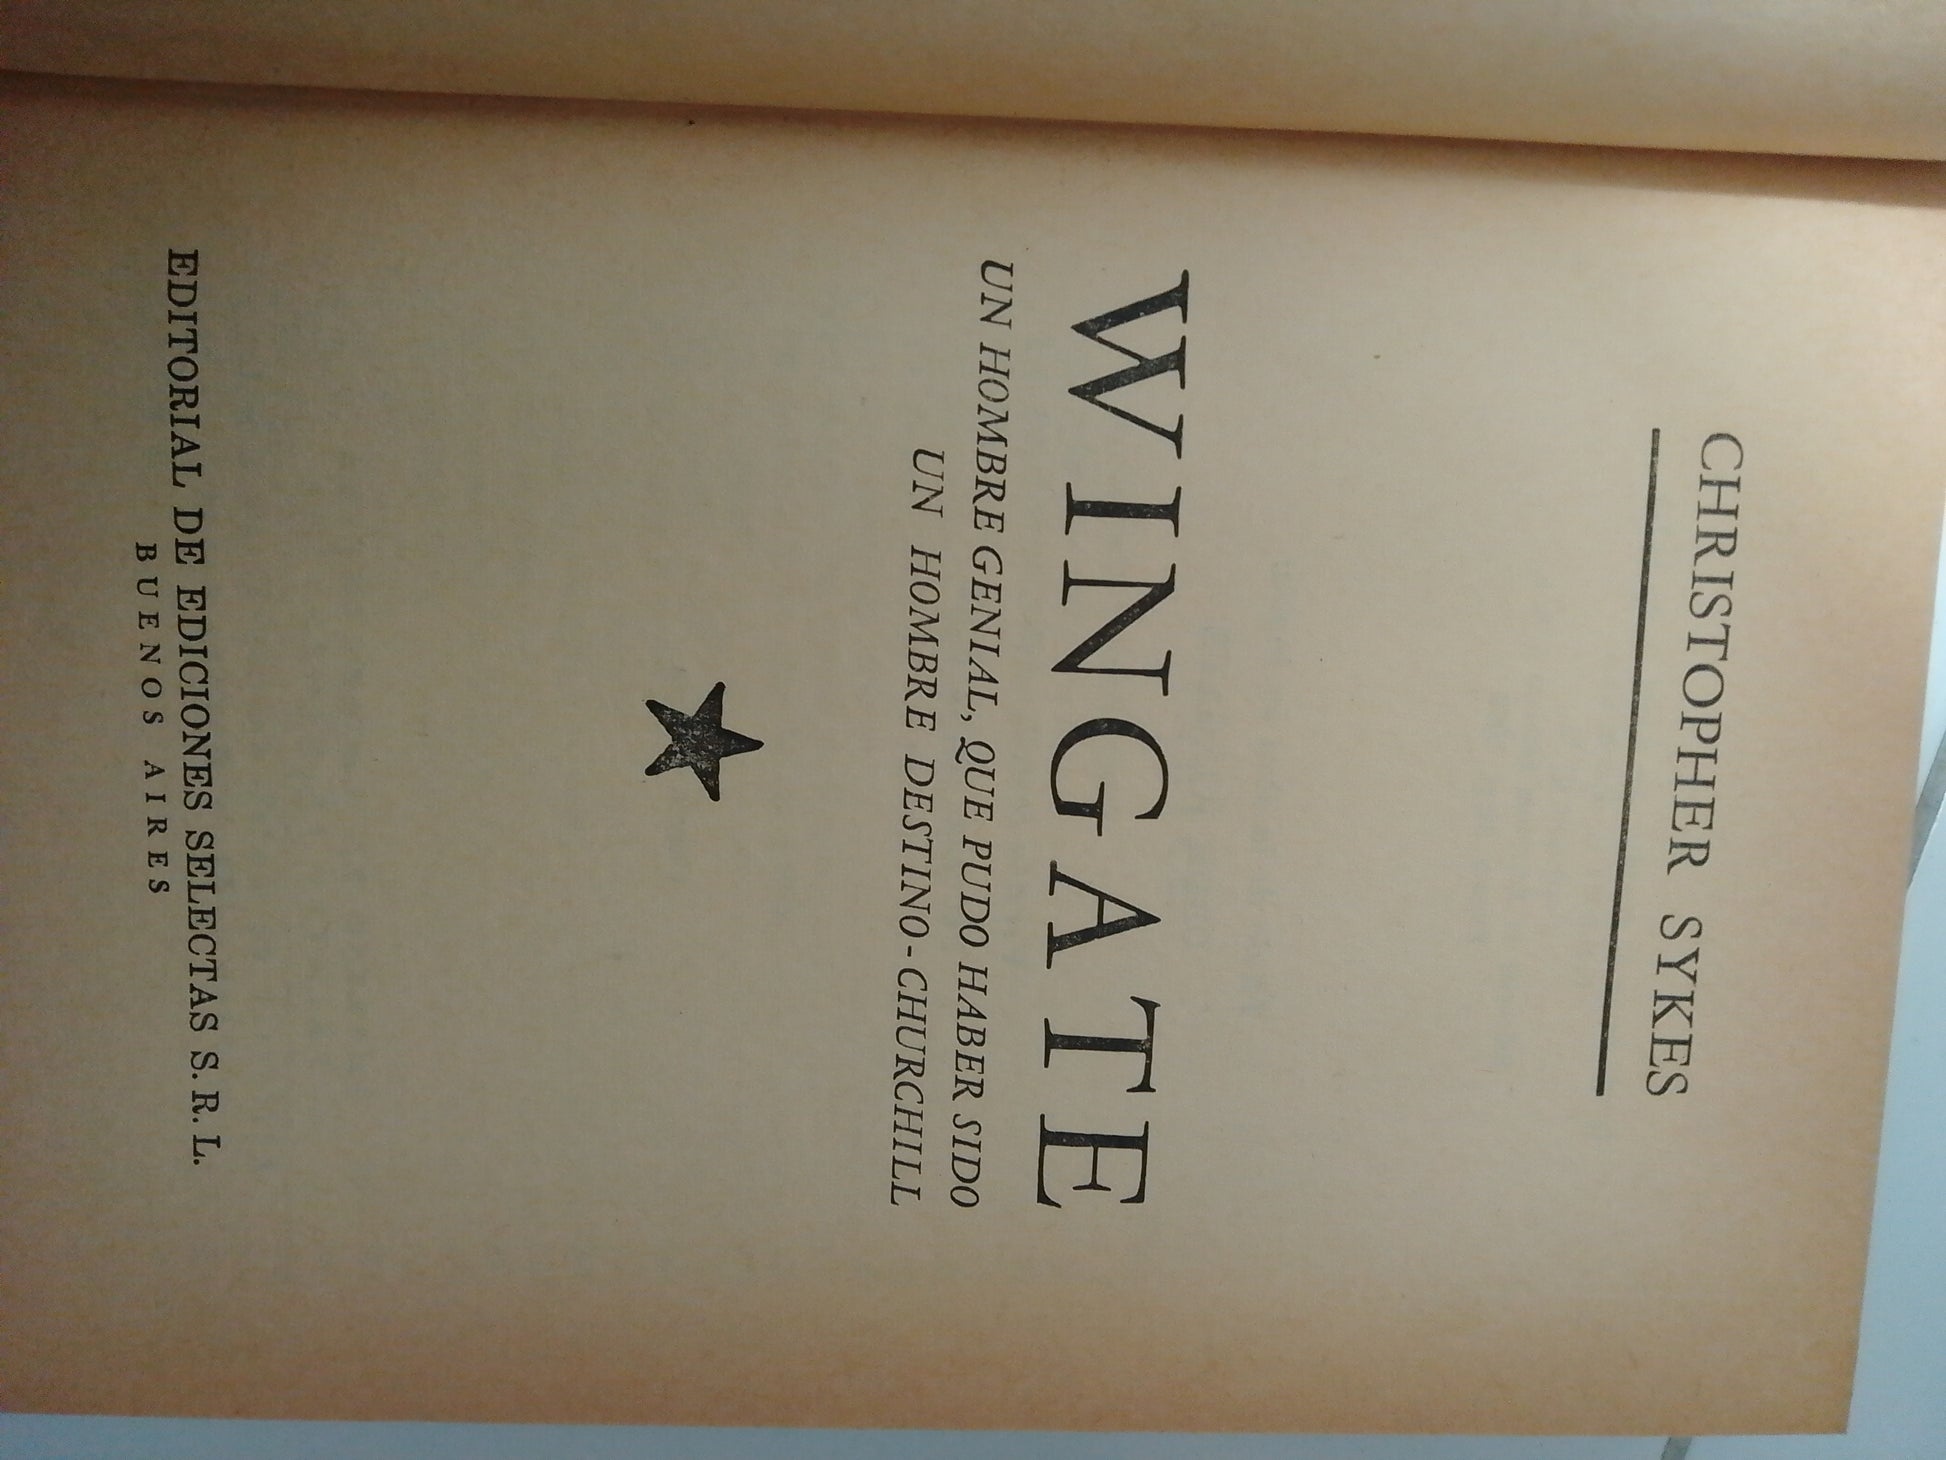 CHRISTOPHER SYKES
WINGATE
UN HOMBRE GENIAL, QUE PUDO HABER SIDO
UN HOMBRE DESTINO-CHURCHILL
EDITORIAL DE EDICIONES SELECTAS S. R. L.
BUENOS AIRES